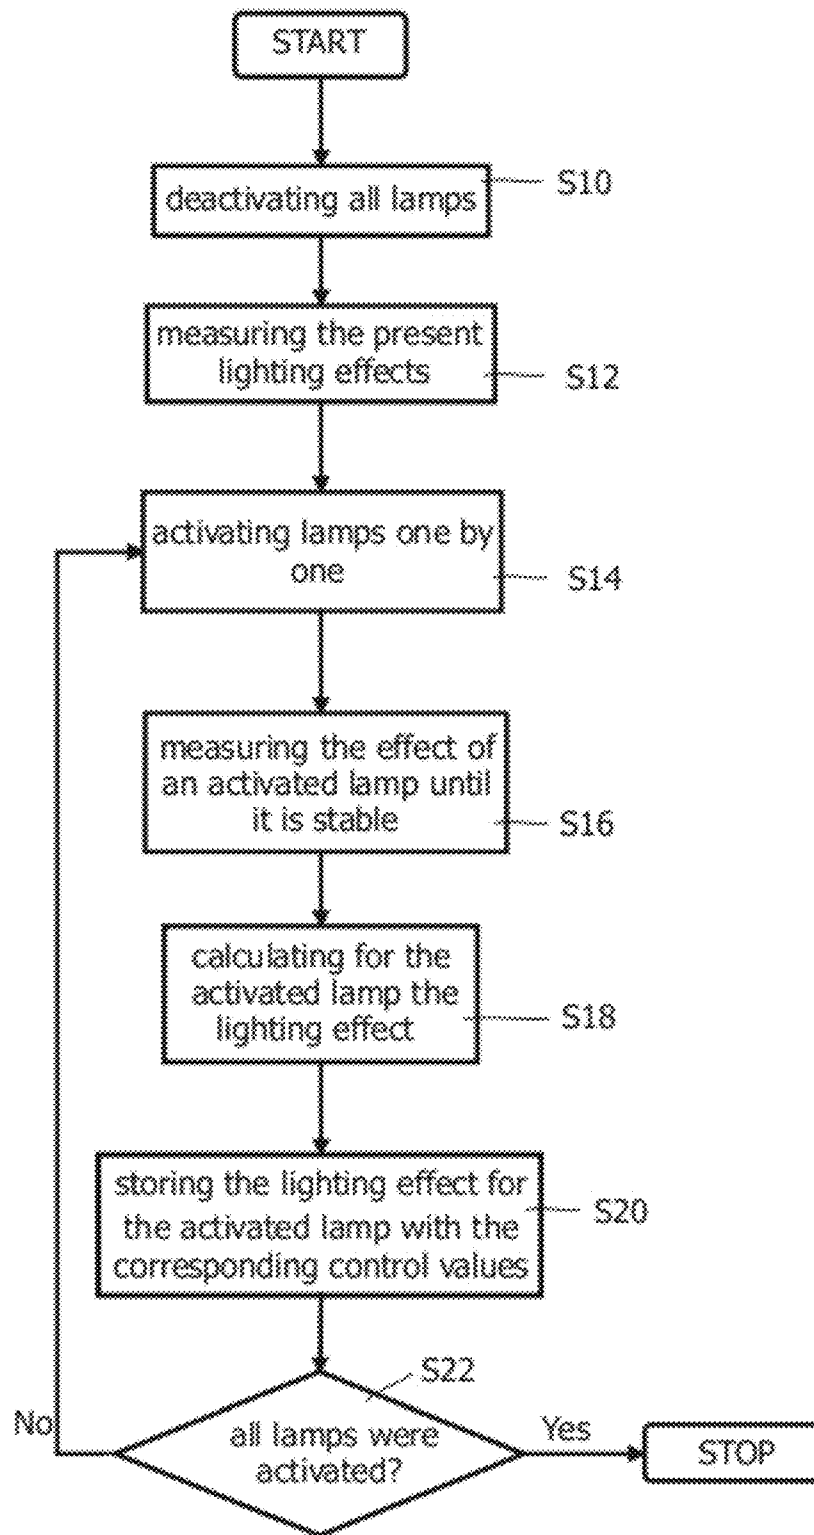 START
deactivating all lamps
S10
measuring the present
lighting effects
S12
activating lamps one by
one
S14
measuring the effect of
an activated lamp until
it is stable
S16
calculating for the
activated lamp the
lighting effect
S18
storing the lighting effect for
the activated lamp with the
corresponding control values
S20
S22
all lamps were
activated?
No
Yes
STOP